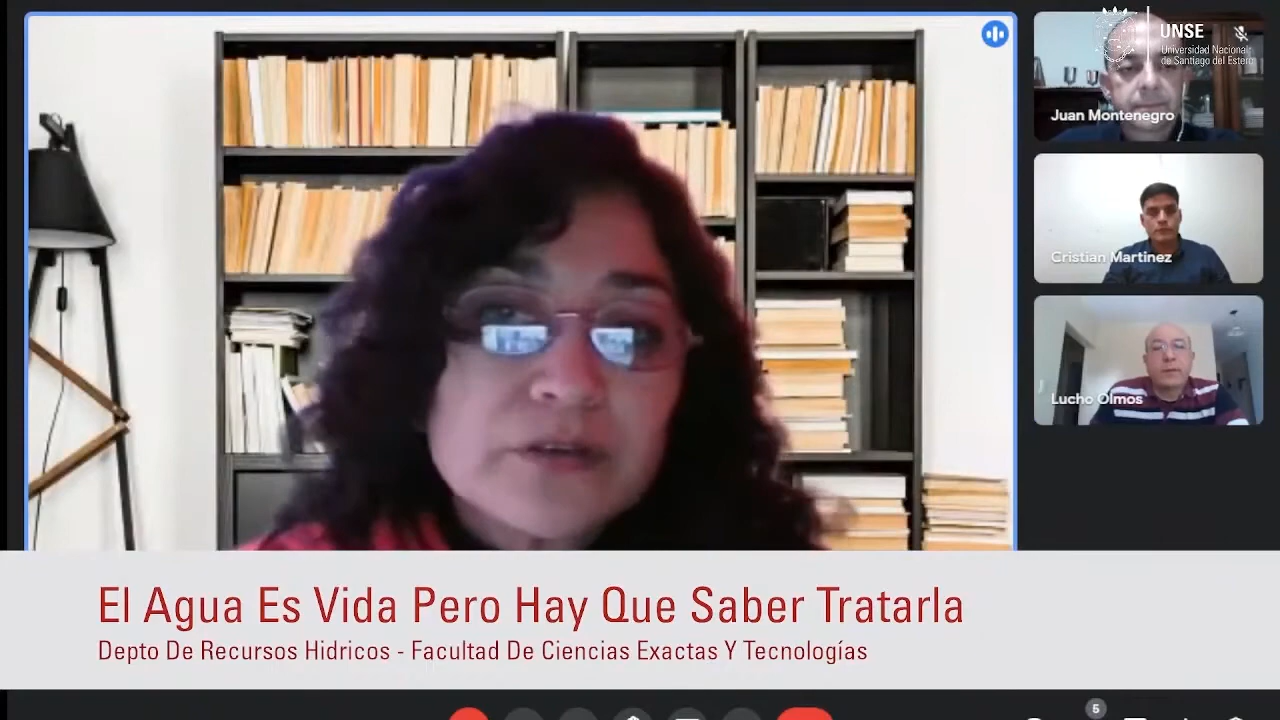 UNSE
Universidad Nacional
de Santiago del Estero
Juan Montenegro
Cristian Martinez
Lucho Olmos
El Agua Es Vida Pero Hay Que Saber Tratarla
Depto De Recursos Hidricos - Facultad De Ciencias Exactas Y Tecnologías
5